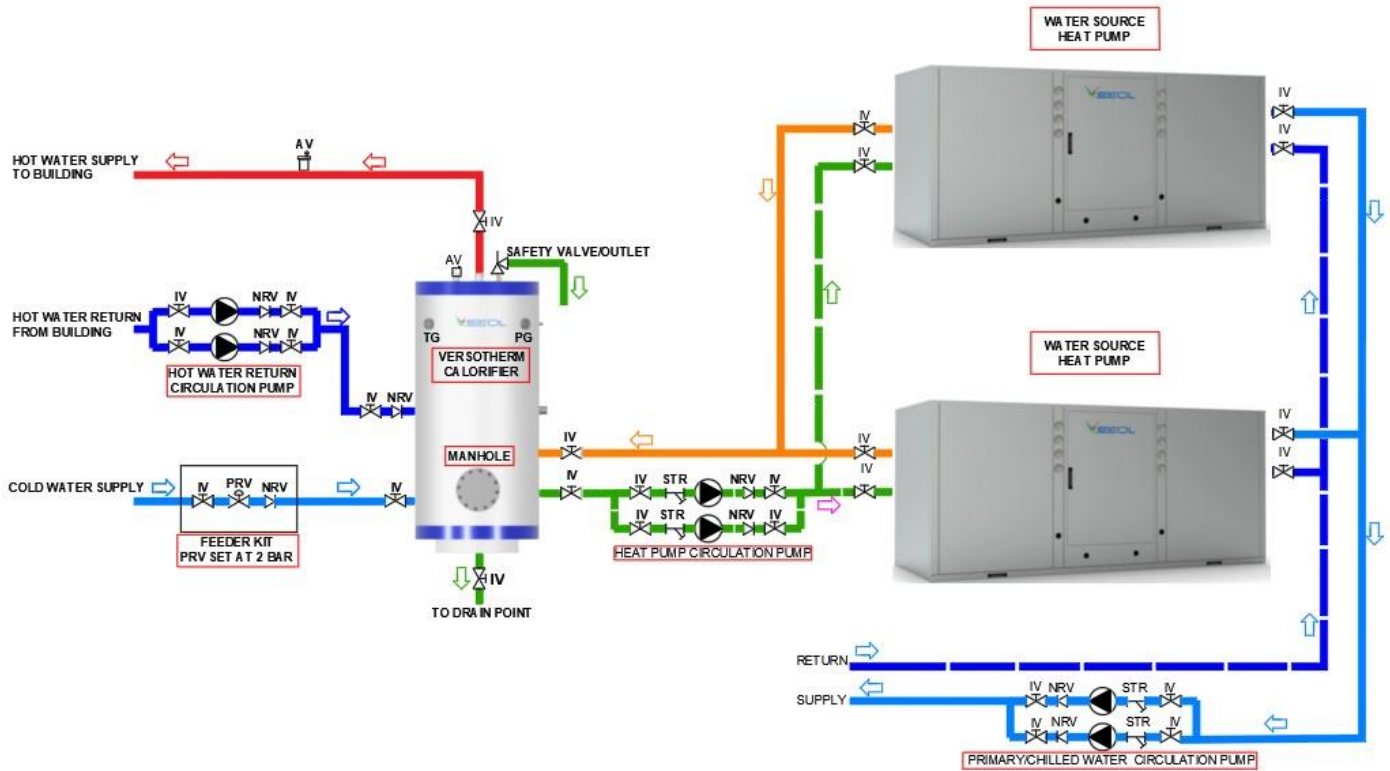 WATER SOURCE
HEAT PUMP
IV
IV
IV
IV
AV
HOT WATER SUPPLY
TO BUILDING
IV
SAFETY VALVE/OUTLET
AV
IV
NRV
IV
HOT WATER RETURN
FROM BUILDING
IV
NRV
IV
TG
PG
VERSOTHERM
CALORIFIER
HOT WATER RETURN
CIRCULATION PUMP
IV
NRV
WATER SOURCE
HEAT PUMP
IV
IV
IV
IV
IV
MANHOLE
IV
COLD WATER SUPPLY
IV
PRV
NRV
IV
IV
STR
NRV
IV
IV
STR
NRV
IV
FEEDER KIT
PRV SET AT 2 BAR
HEAT PUMP CIRCULATION PUMP
IV
TO DRAIN POINT
RETURN
SUPPLY
IV
NRV
STR
IV
IV
NRV
STR
IV
PRIMARY/CHILLED WATER CIRCULATION PUMP